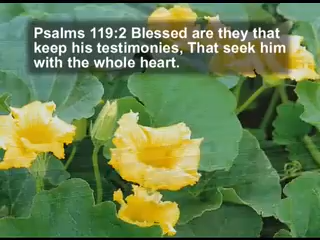 Psalms 119:2 Blessed are they that
keep his testimonies, That seek him
with the whole heart.